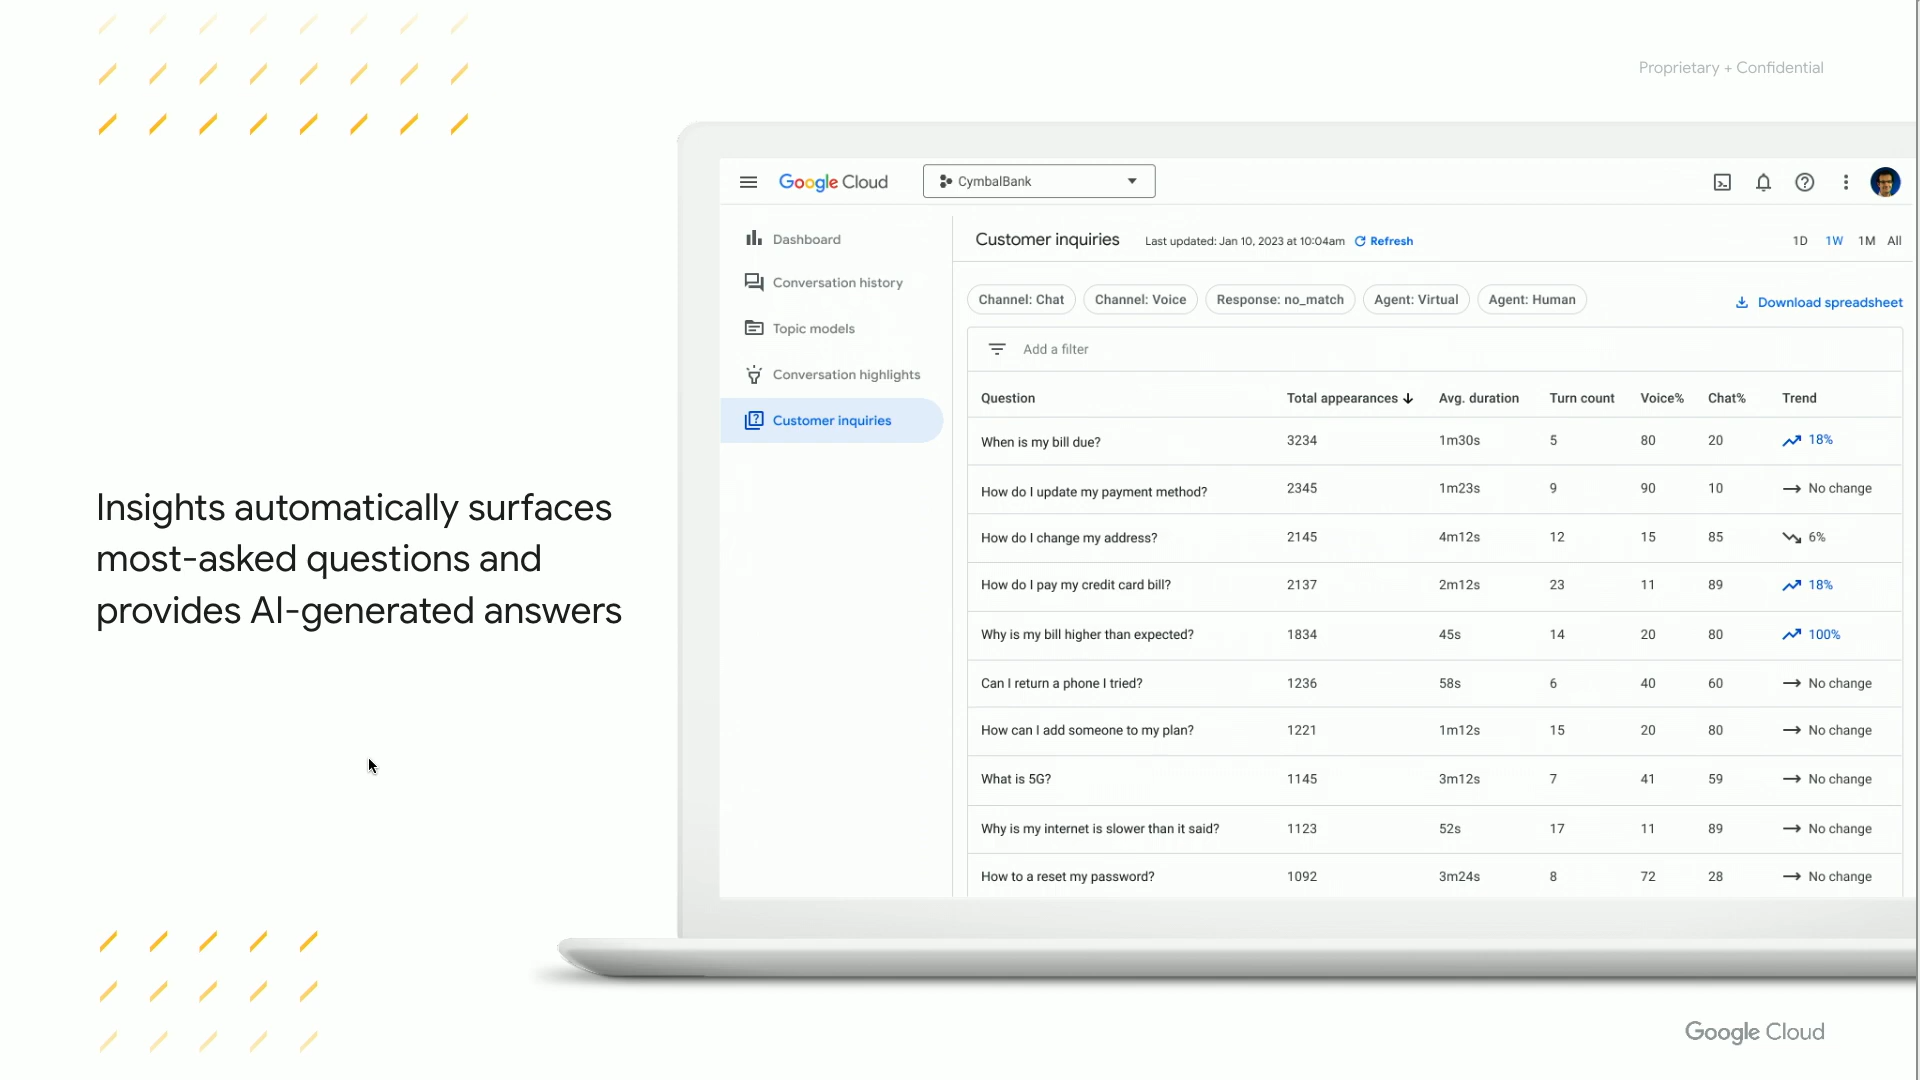 Proprietary + Confidential
Google Cloud
CymbalBank
Dashboard
Conversation history
Topic models
Conversation highlights
Customer inquiries
Customer inquiries Last updated: Jan 10, 2023 at 10:04am Refresh 1D 1W 1M All
Channel: Chat Channel: Voice Response: no_match Agent: Virtual Agent: Human Download spreadsheet
Add a filter
Question Total appearances Avg. duration Turn count Voice% Chat% Trend
When is my bill due? 3234 1m30s 5 80 20 18%
How do I update my payment method? 2345 1m23s 9 90 10 No change
How do I change my address? 2145 4m12s 12 15 85 6%
How do I pay my credit card bill? 2137 2m12s 23 11 89 18%
Why is my bill higher than expected? 1834 45s 14 20 80 100%
Can I return a phone I tried? 1236 58s 6 40 60 No change
How can I add someone to my plan? 1221 1m12s 15 20 80 No change
What is 5G? 1145 3m12s 7 41 59 No change
Why is my internet is slower than it said? 1123 52s 17 11 89 No change
How to a reset my password? 1092 3m24s 8 72 28 No change
Insights automatically surfaces
most-asked questions and
provides AI-generated answers
Google Cloud